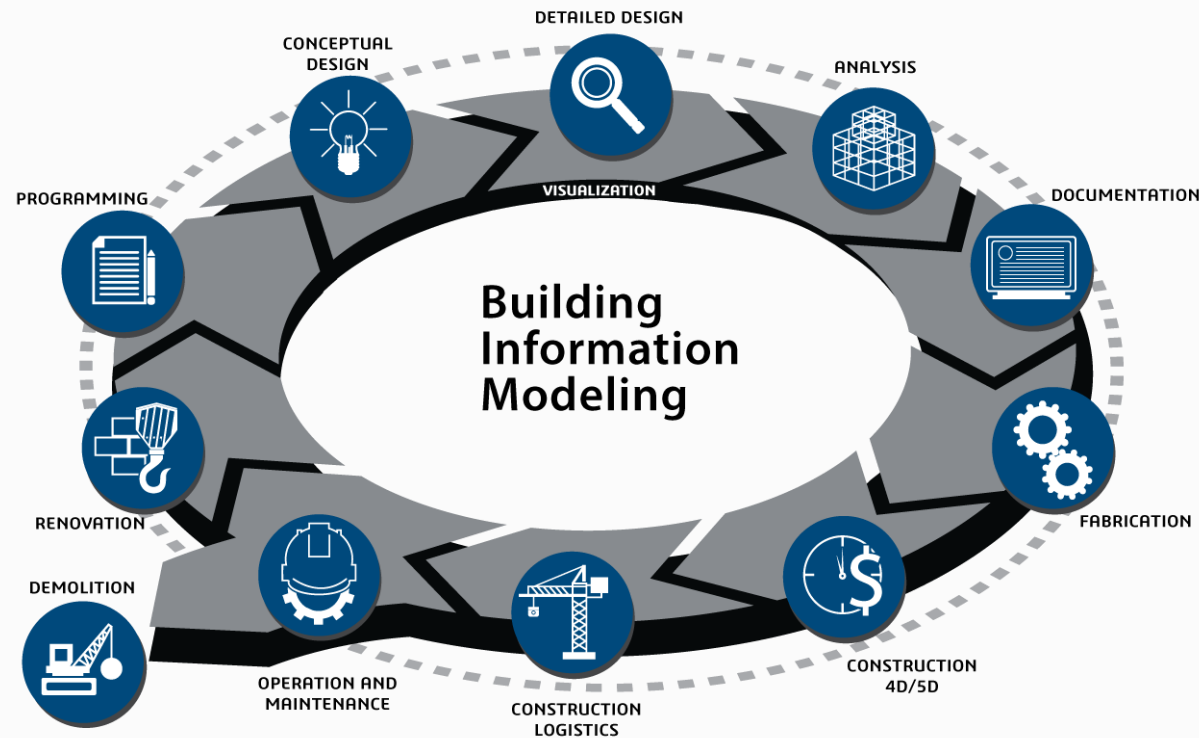 DETAILED DESIGN
CONCEPTUAL
DESIGN
ANALYSIS
PROGRAMMING
VISUALIZATION
DOCUMENTATION
Building
Information
Modeling
RENOVATION
FABRICATION
DEMOLITION
OPERATION AND
MAINTENANCE
CONSTRUCTION
LOGISTICS
$
CONSTRUCTION
4D/5D